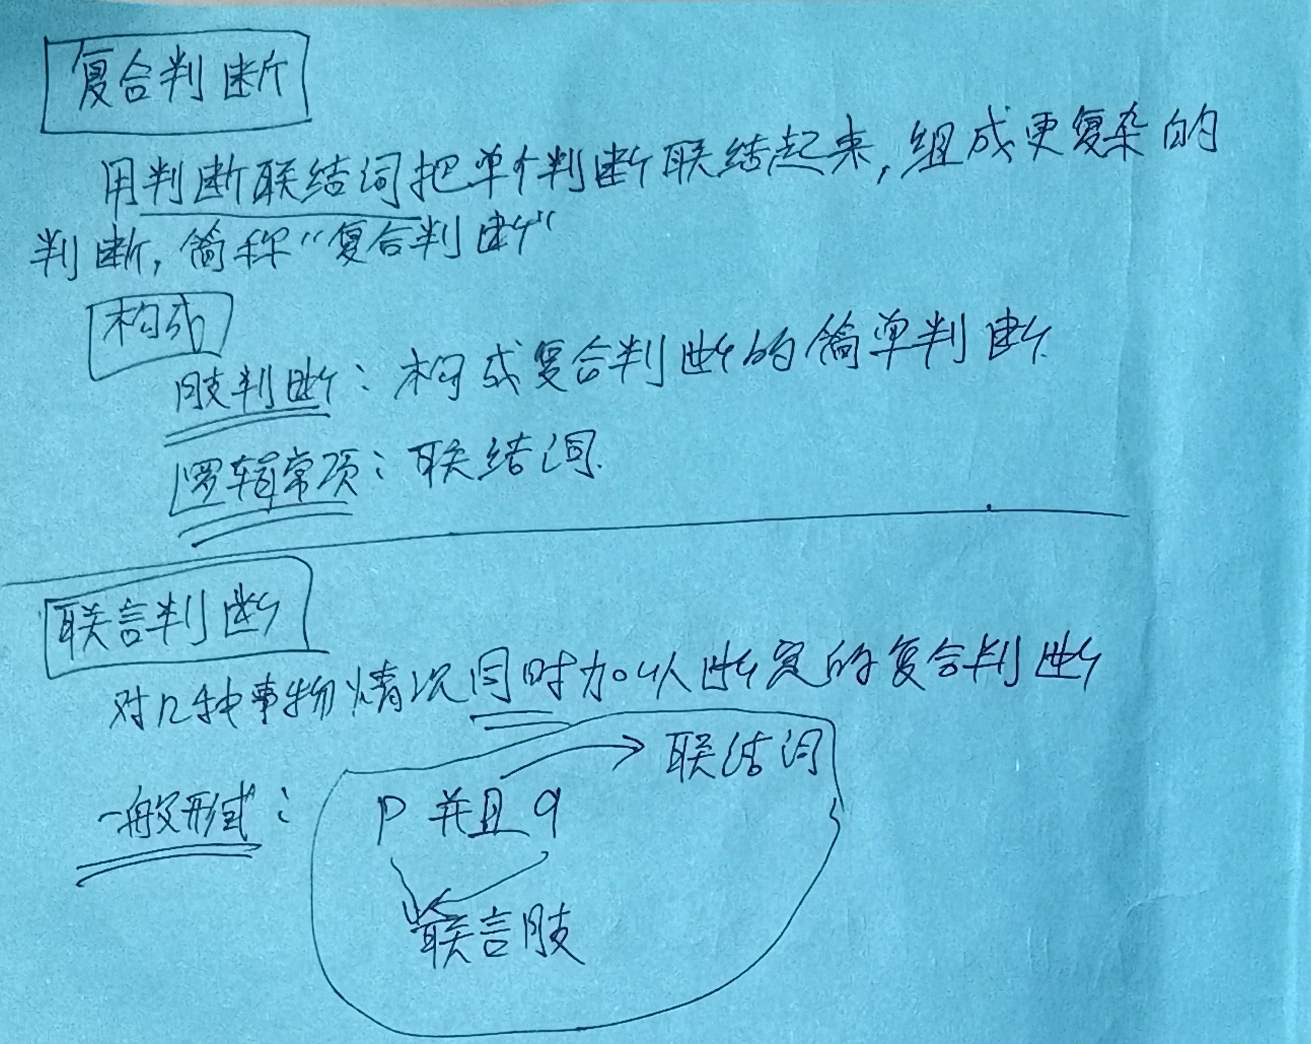 复合判断
用判断联结词把单个判断联结起来,组成更复杂的
判断,简称“复合判断”
构成
肢判断:构成复合判断的简单判断.
逻辑常项:联结词.
联言判断
对几种事物情况同时加以断定的复合判断
联结词
一般形式: p 并且 q
联言肢